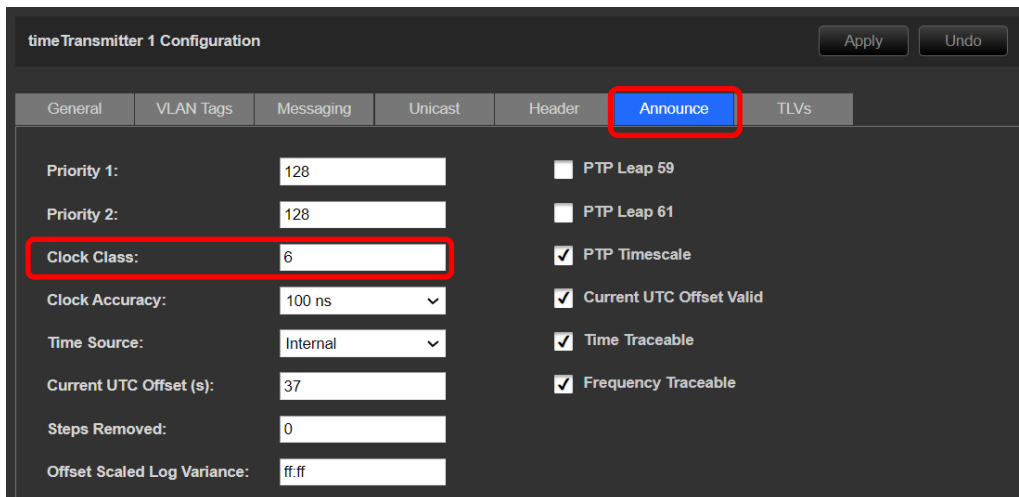 timeTransmitter 1 Configuration Apply Undo
General VLAN Tags Messaging Unicast Header Announce TLVs
Priority 1: 128 PTP Leap 59
Priority 2: 128 PTP Leap 61
Clock Class: 6 PTP Timescale
Clock Accuracy: 100 ns Current UTC Offset Valid
Time Source: Internal Time Traceable
Current UTC Offset (s): 37 Frequency Traceable
Steps Removed: 0
Offset Scaled Log Variance: ff:ff